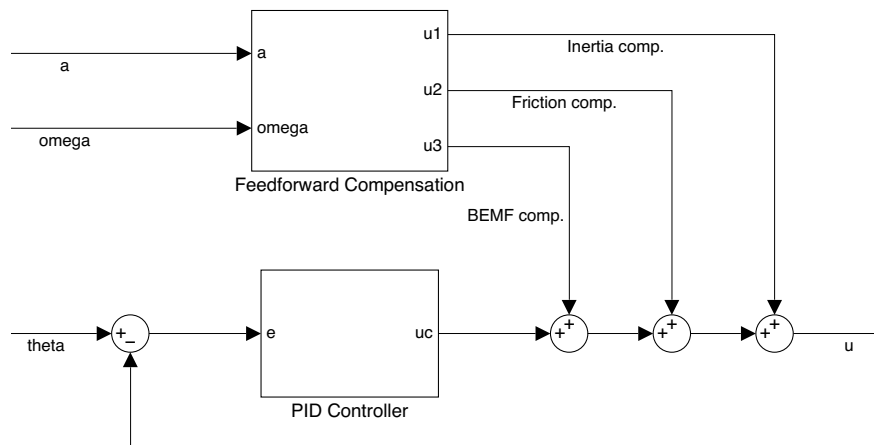 u1
Inertia comp.
a
a
u2
Friction comp.
omega
omega
u3
Feedforward Compensation
BEMF comp.
+
−
e
uc
+
+
+
+
+
+
theta
u
PID Controller